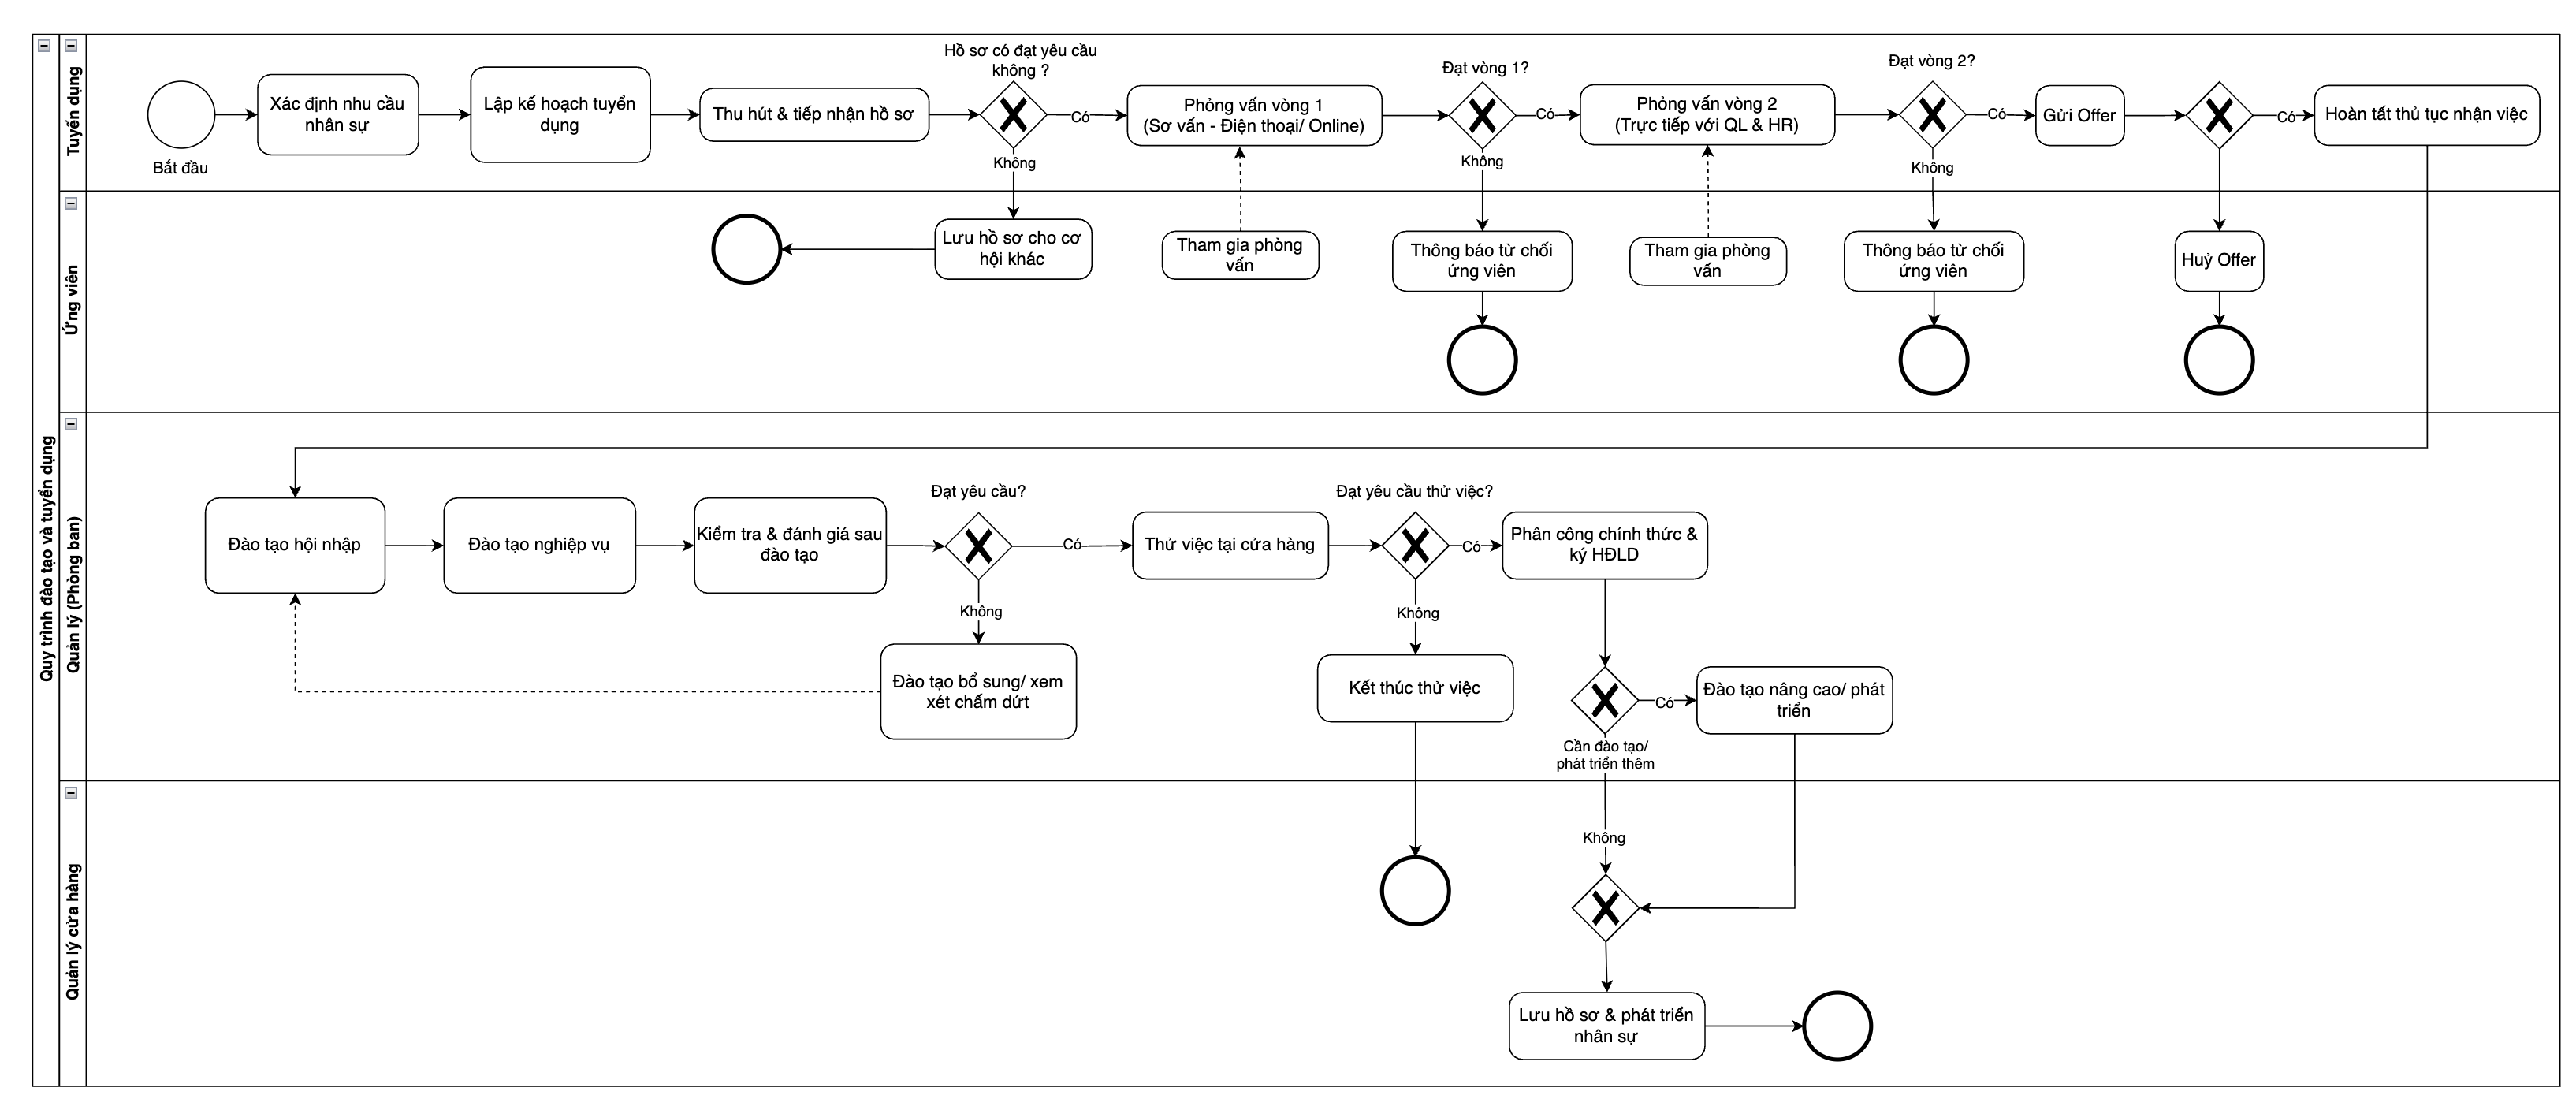 Quy trình đào tạo và tuyển dụng
Tuyển dụng
Bắt đầu
Xác định nhu cầu
nhân sự
Lập kế hoạch tuyển
dụng
Thu hút & tiếp nhận hồ sơ
Hồ sơ có đạt yêu cầu
không ?
Có
Không
Phỏng vấn vòng 1
(Sơ vấn - Điện thoại/ Online)
Đạt vòng 1?
Có
Không
Phỏng vấn vòng 2
(Trực tiếp với QL & HR)
Đạt vòng 2?
Có
Không
Gửi Offer
Có
Hoàn tất thủ tục nhận việc
Ứng viên
Lưu hồ sơ cho cơ
hội khác
Tham gia phòng
vấn
Thông báo từ chối
ứng viên
Tham gia phòng
vấn
Thông báo từ chối
ứng viên
Huỷ Offer
Quản lý (Phòng ban)
Đào tạo hội nhập
Đào tạo nghiệp vụ
Kiểm tra & đánh giá sau
đào tạo
Đạt yêu cầu?
Có
Không
Đào tạo bổ sung/ xem
xét chấm dứt
Thử việc tại cửa hàng
Đạt yêu cầu thử việc?
Có
Không
Kết thúc thử việc
Phân công chính thức &
ký HĐLD
Có
Đào tạo nâng cao/ phát
triển
Cần đào tạo/
phát triển thêm
Quản lý cửa hàng
Không
Lưu hồ sơ & phát triển
nhân sự